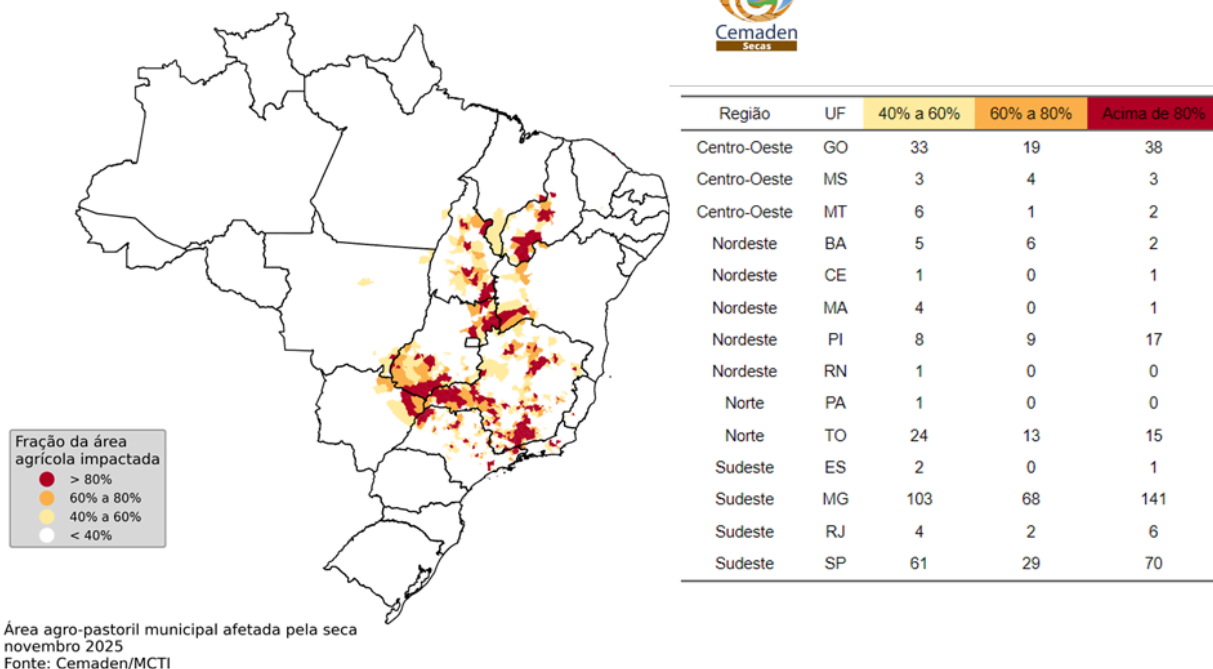 Cemaden
Secas
Região UF 40% a 60% 60% a 80% Acima de 80%
Centro-Oeste GO 33 19 38
Centro-Oeste MS 3 4 3
Centro-Oeste MT 6 1 2
Nordeste BA 5 6 2
Nordeste CE 1 0 1
Nordeste MA 4 0 1
Nordeste PI 8 9 17
Nordeste RN 1 0 0
Norte PA 1 0 0
Norte TO 24 13 15
Sudeste ES 2 0 1
Sudeste MG 103 68 141
Sudeste RJ 4 2 6
Sudeste SP 61 29 70
Fração da área
agrícola impactada
> 80%
60% a 80%
40% a 60%
< 40%
Área agro-pastoril municipal afetada pela seca
novembro 2025
Fonte: Cemaden/MCTI